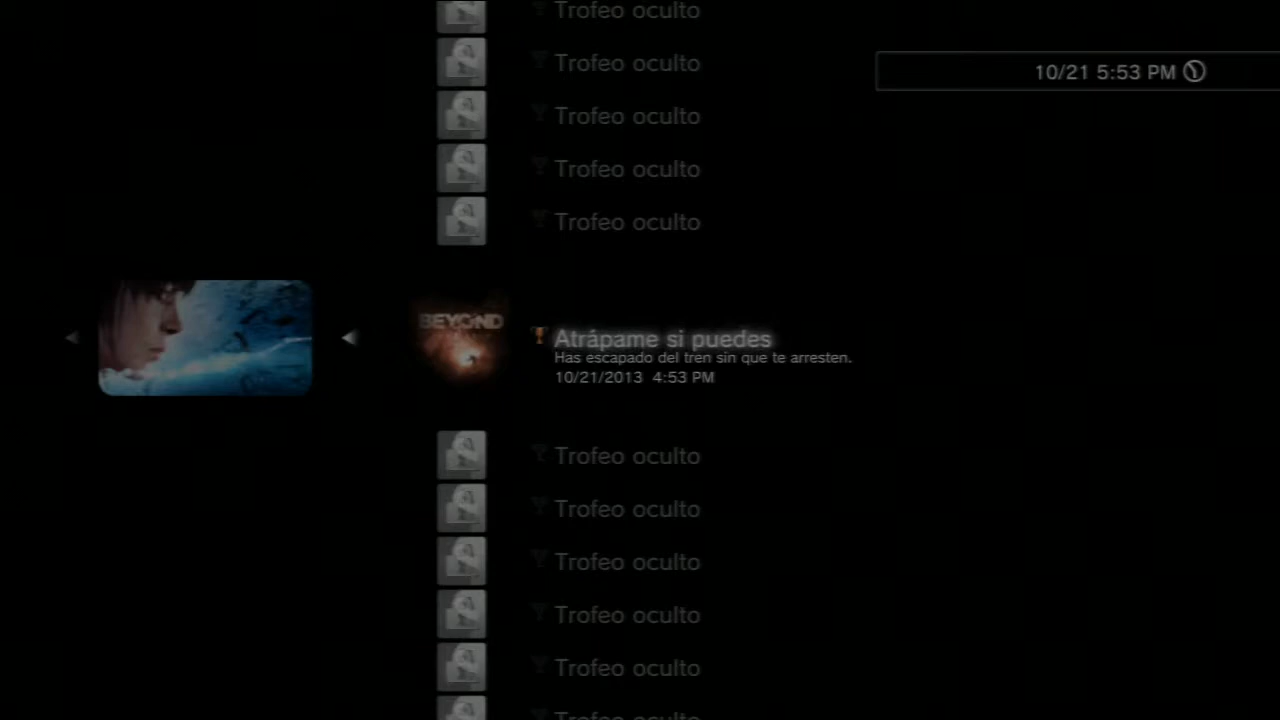 Trofeo oculto
Trofeo oculto
10/21 5:53 PM
Trofeo oculto
Trofeo oculto
Trofeo oculto
BEYOND
Atrápame si puedes
Has escapado del tren sin que te arresten.
10/21/2013 4:53 PM
Trofeo oculto
Trofeo oculto
Trofeo oculto
Trofeo oculto
Trofeo oculto
Trofeo oculto